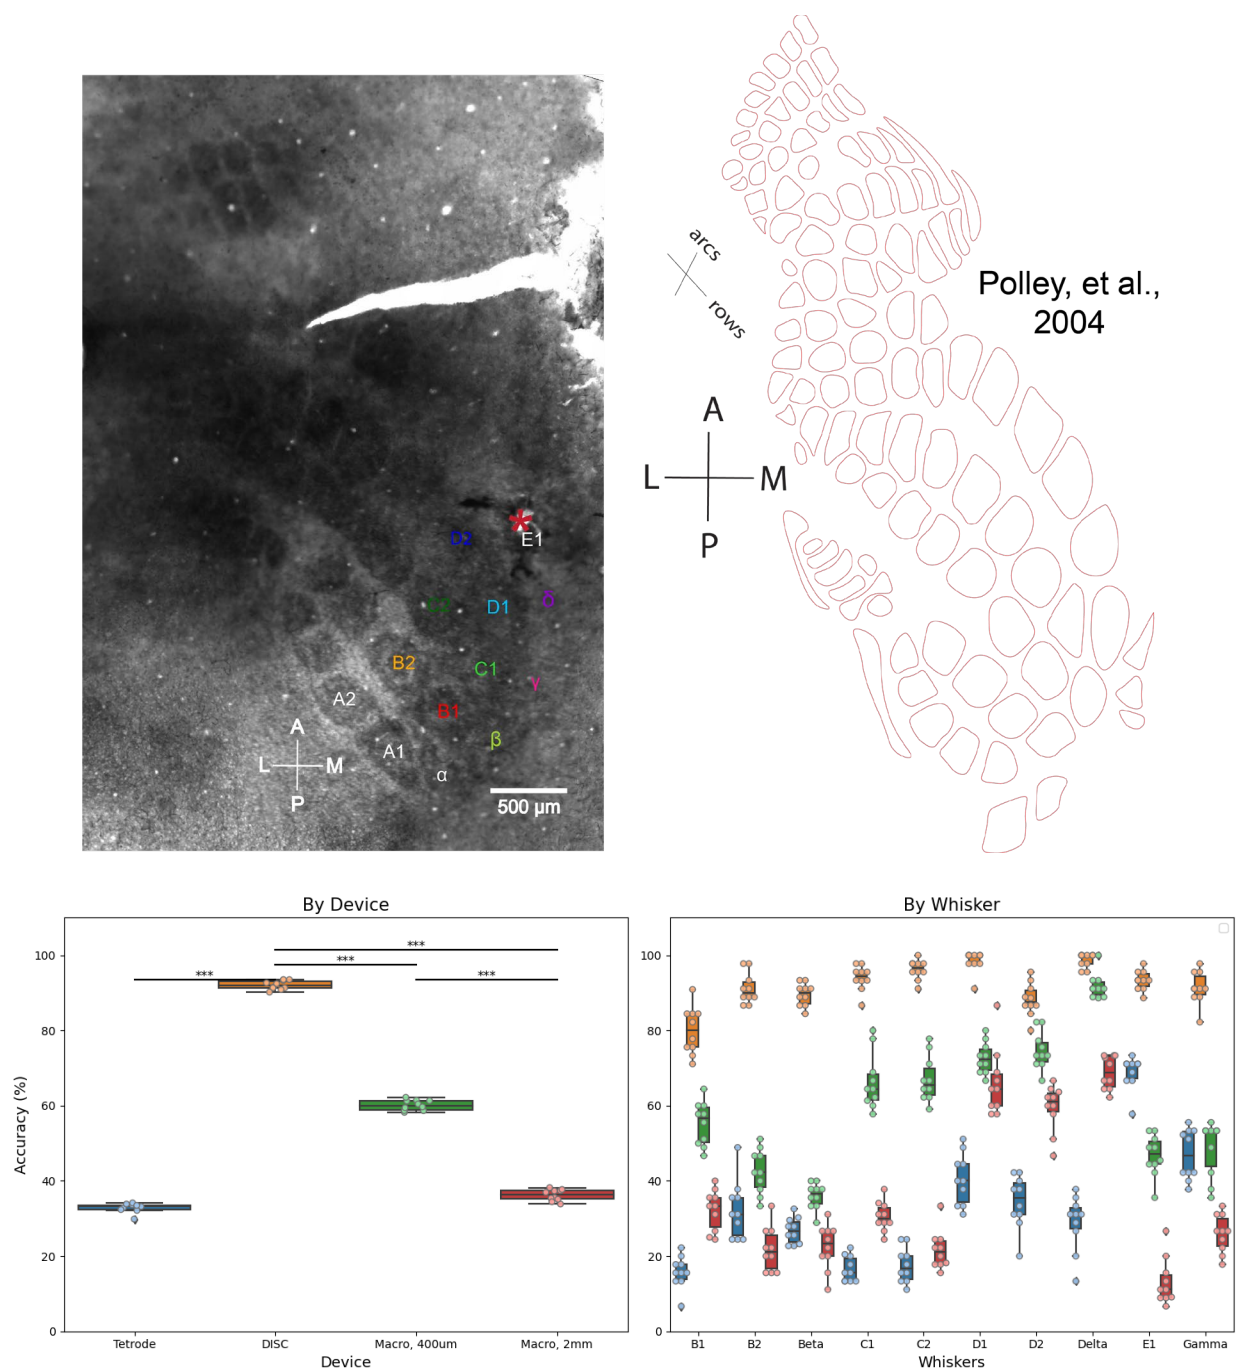 arcs
rows
Polley, et al.,
2004
A
L M
P
*
D2 E1
C2 D1 δ
B2 C1 γ
A2 B1
A β
L M A1 α
P
500 µm
By Device
Accuracy (%)
100
80
60
40
20
0
***
***
*** ***
Tetrode DISC Macro, 400um Macro, 2mm
Device
By Whisker
100
80
60
40
20
0
B1 B2 Beta C1 C2 D1 D2 Delta E1 Gamma
Whiskers